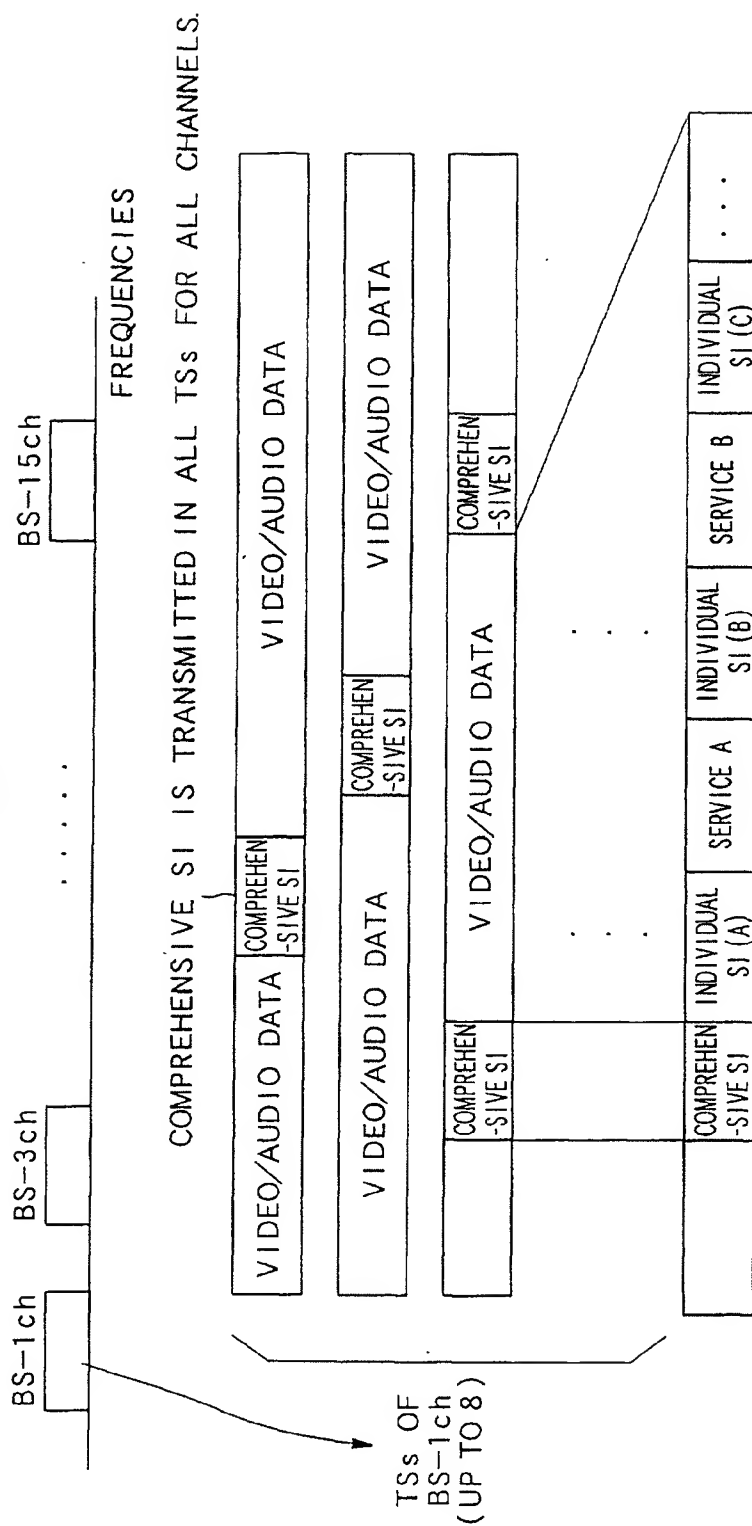 BS-1ch
BS-3ch
. . . . .
BS-15ch
FREQUENCIES
COMPREHENSIVE SI IS TRANSMITTED IN ALL TSs FOR ALL CHANNELS.
TSs OF
BS-1ch
(UP TO 8)
VIDEO/AUDIO DATA
COMPREHEN
-SIVE SI
VIDEO/AUDIO DATA
VIDEO/AUDIO DATA
COMPREHEN
-SIVE SI
VIDEO/AUDIO DATA
COMPREHEN
-SIVE SI
VIDEO/AUDIO DATA
COMPREHEN
-SIVE SI
. . .
. . .
COMPREHEN
-SIVE SI
INDIVIDUAL
SI(A)
SERVICE A
INDIVIDUAL
SI(B)
SERVICE B
INDIVIDUAL
SI(C)
. . .